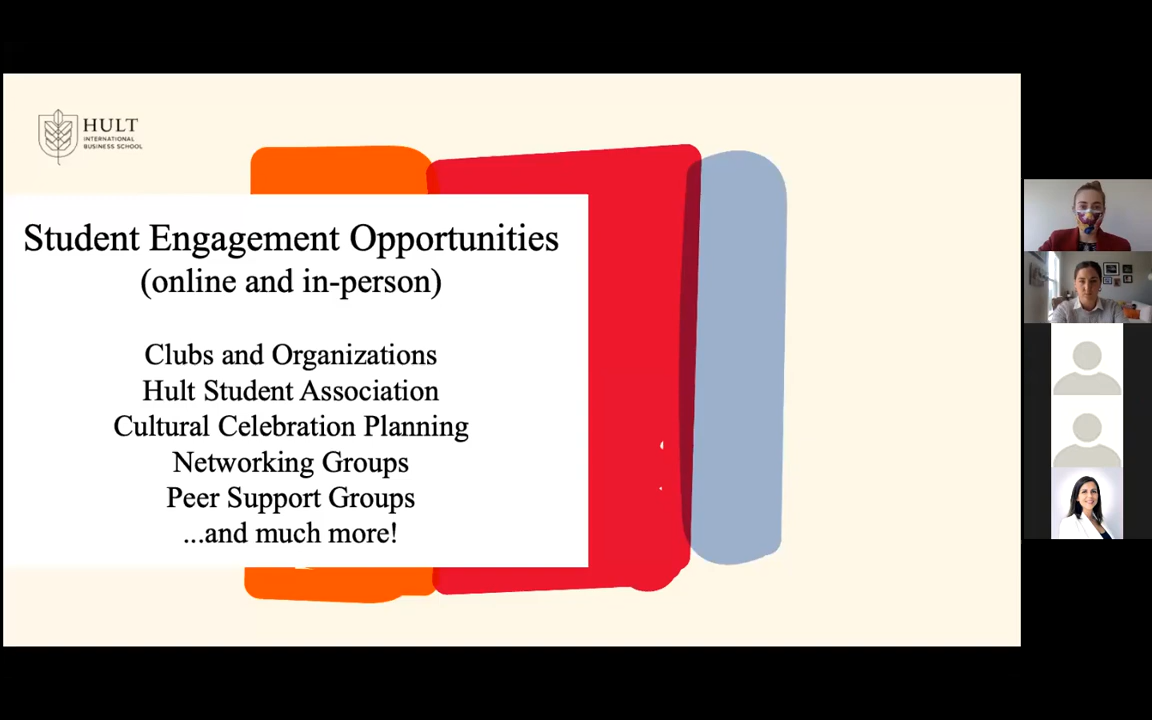 HULT
INTERNATIONAL
BUSINESS SCHOOL
Student Engagement Opportunities
(online and in-person)
Clubs and Organizations
Hult Student Association
Cultural Celebration Planning
Networking Groups
Peer Support Groups
...and much more!